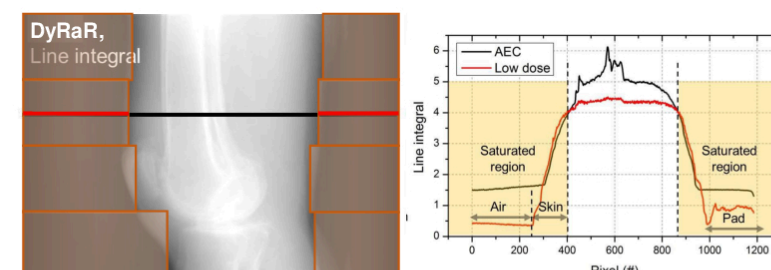 DyRaR,
Line integral
AEC
Low dose
Line integral
6
5
4
3
2
1
0
Saturated
region
Saturated
region
Air
Skin
Pad
0 200 400 600 800 1000 1200
Pixel (#)